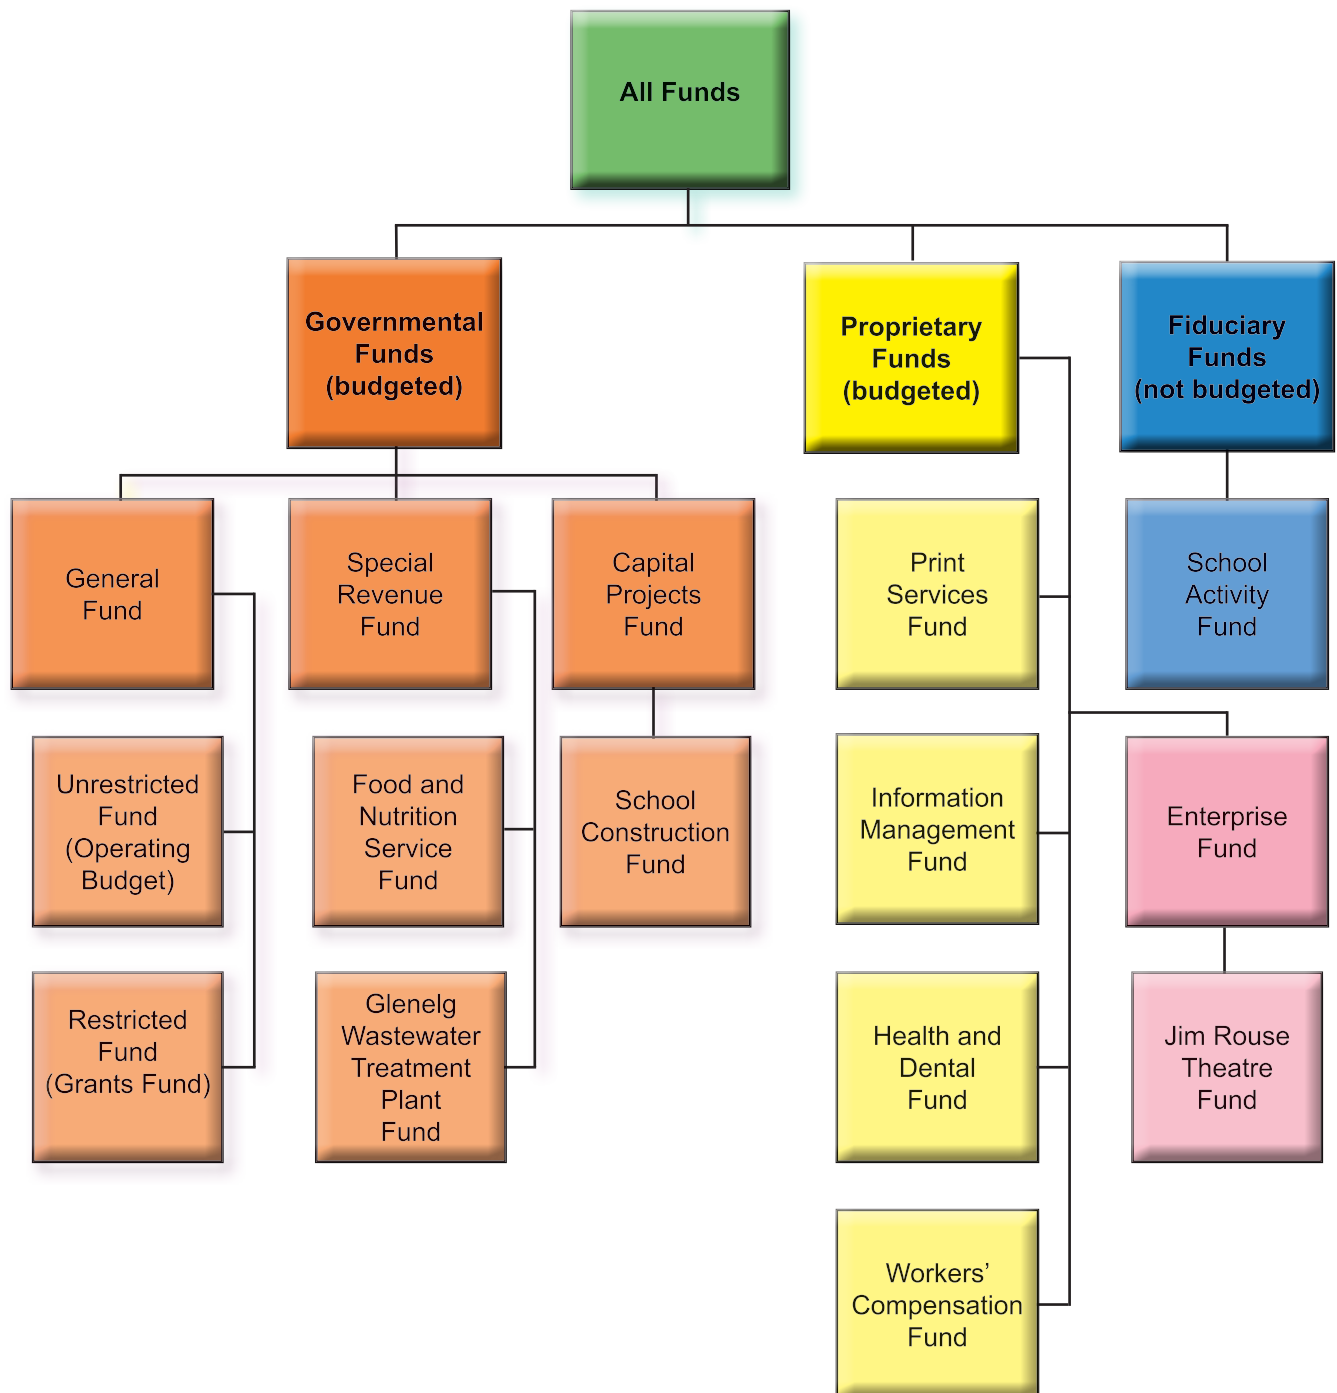 All Funds
Governmental
Funds
(budgeted)
Proprietary
Funds
(budgeted)
Fiduciary
Funds
(not budgeted)
General
Fund
Special
Revenue
Fund
Capital
Projects
Fund
Print
Services
Fund
School
Activity
Fund
Unrestricted
Fund
(Operating
Budget)
Food and
Nutrition
Service
Fund
School
Construction
Fund
Information
Management
Fund
Enterprise
Fund
Restricted
Fund
(Grants Fund)
Glenelg
Wastewater
Treatment
Plant
Fund
Health and
Dental
Fund
Jim Rouse
Theatre
Fund
Workers’
Compensation
Fund